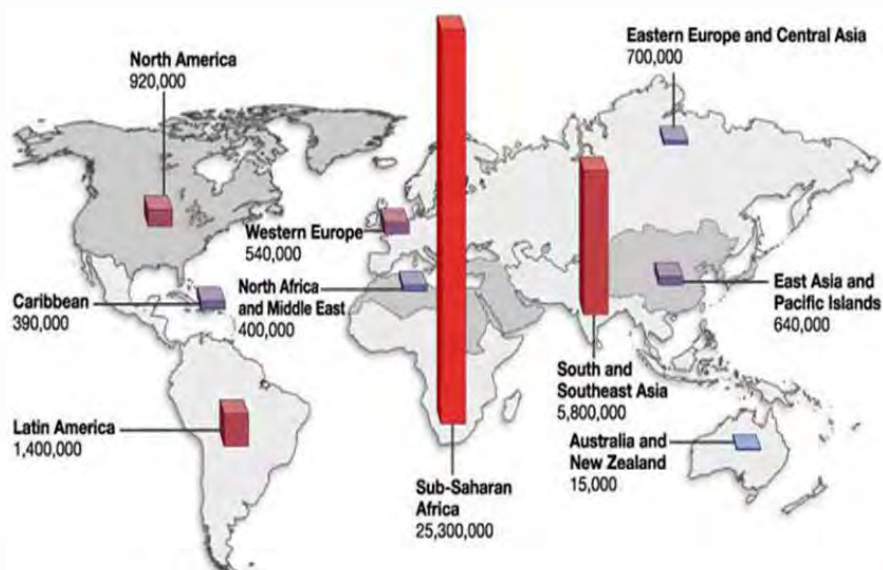 North America
920,000
Eastern Europe and Central Asia
700,000
Western Europe
540,000
Caribbean
390,000
North Africa
and Middle East
400,000
East Asia and
Pacific Islands
640,000
South and
Southeast Asia
5,800,000
Latin America
1,400,000
Australia and
New Zealand
15,000
Sub-Saharan
Africa
25,300,000